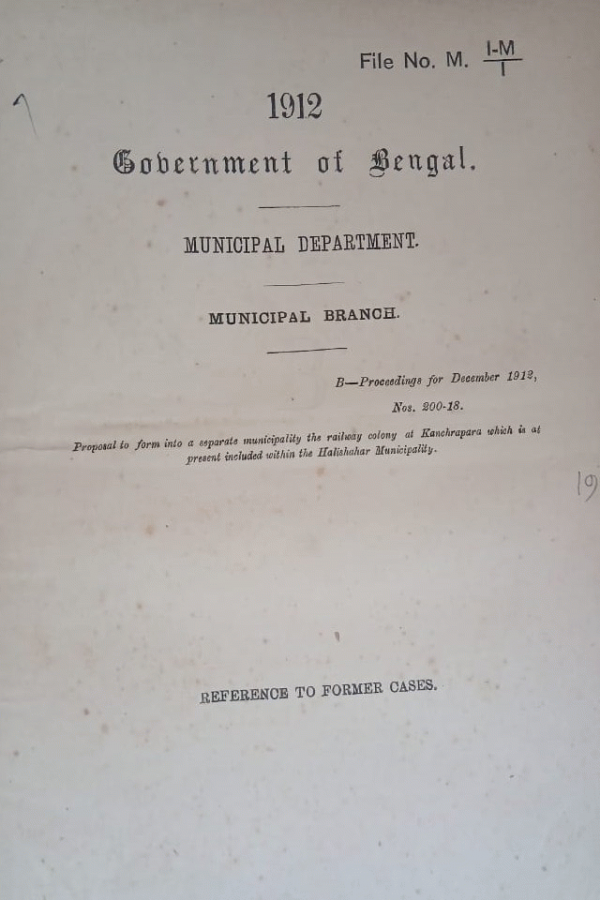 File No. M. I-M/1
1912
Government of Bengal.
MUNICIPAL DEPARTMENT.
MUNICIPAL BRANCH.
B—Proceedings for December 1912,
Nos. 200-18.
Proposal to form into a separate municipality the railway colony at Kanchrapara which is at
present included within the Halishahar Municipality.
19
REFERENCE TO FORMER CASES.